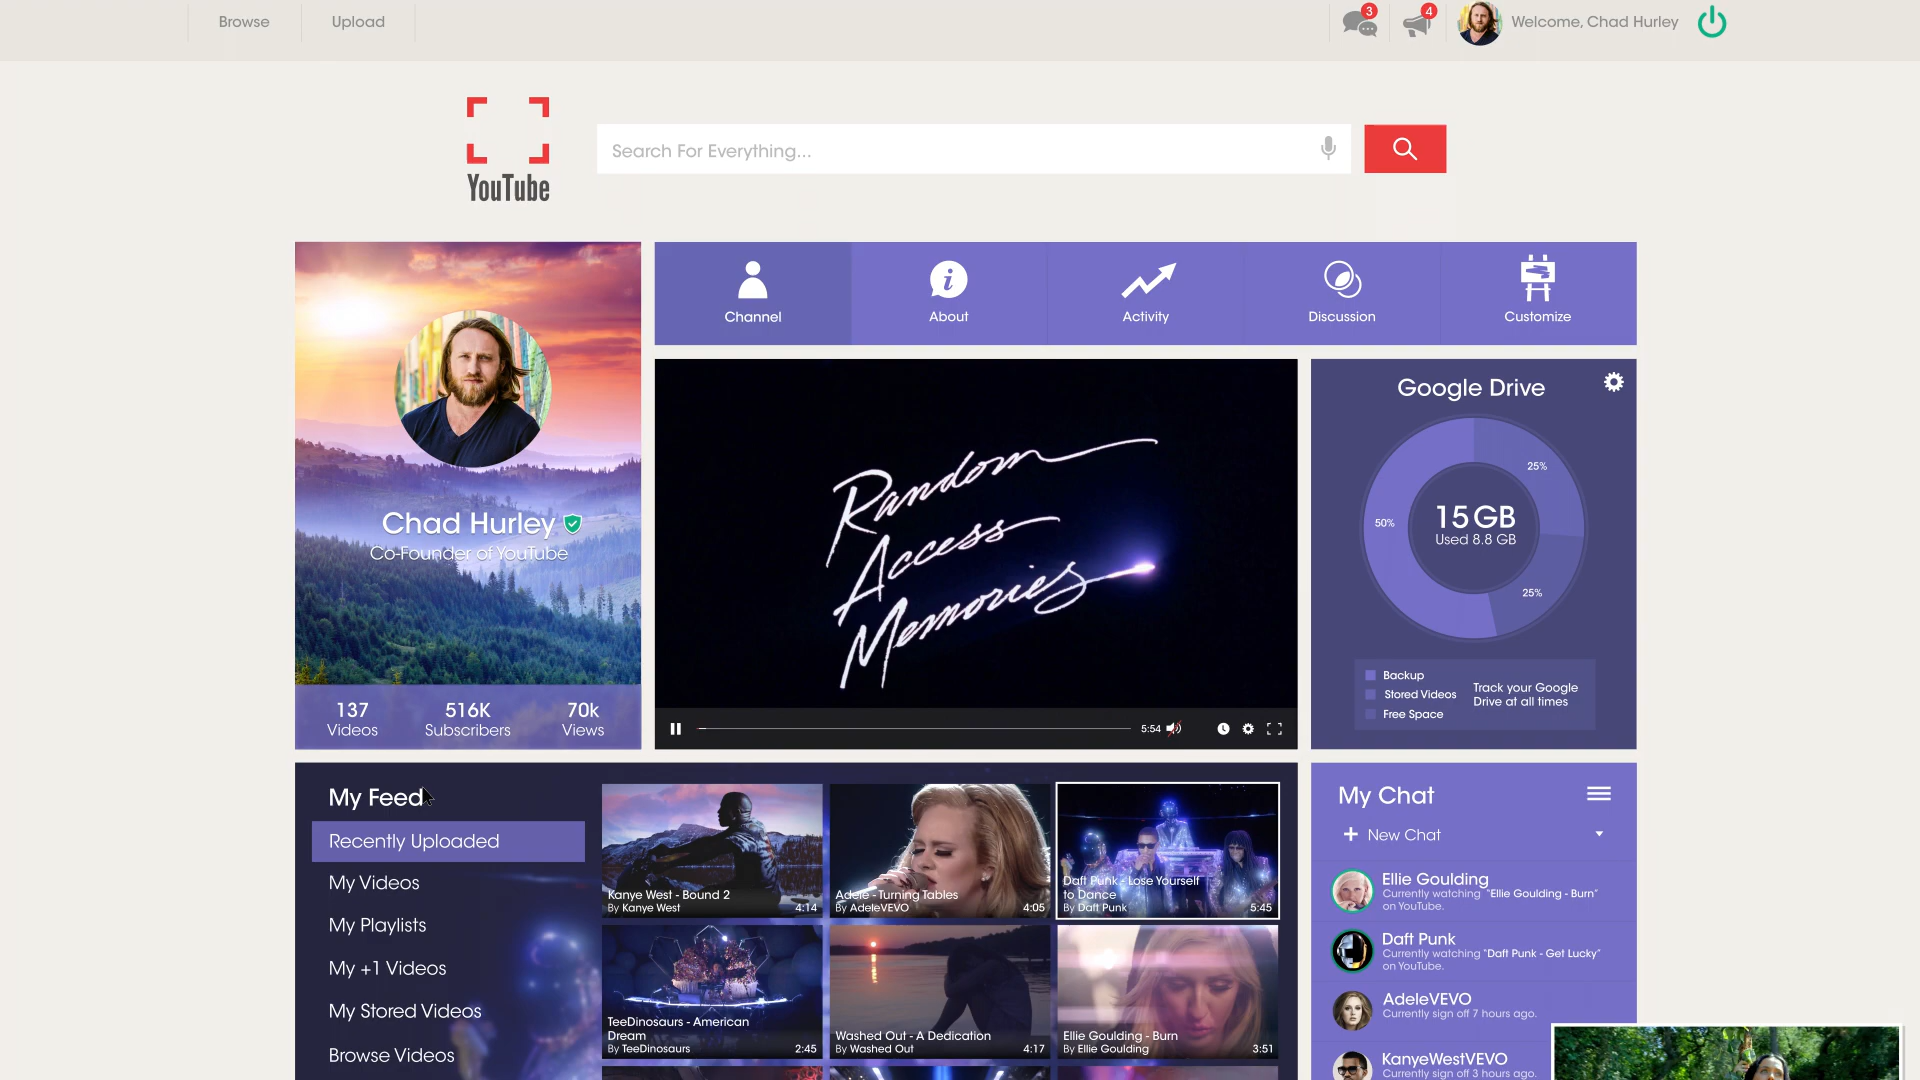 Browse
Upload
3
4
Welcome, Chad Hurley
YouTube
Search For Everything...
Channel
About
Activity
Discussion
Customize
Chad Hurley
Co-Founder of YouTube
137
Videos
516K
Subscribers
70k
Views
Random
Access
Memories
5:54
Google Drive
25%
50%
15 GB
Used 8.8 GB
25%
Backup
Stored Videos
Free Space
Track your Google
Drive at all times
My Feed
Recently Uploaded
My Videos
My Playlists
My +1 Videos
My Stored Videos
Browse Videos
Kanye West - Bound 2
By Kanye West
4:14
Adele - Turning Tables
By AdeleVEVO
4:05
Daft Punk - Lose Yourself
to Dance
By Daft Punk
5:45
TeeDinosaurs - American
Dream
By TeeDinosaurs
2:45
Washed Out - A Dedication
By Washed Out
4:17
Ellie Goulding - Burn
By Ellie Goulding
3:51
My Chat
New Chat
Ellie Goulding
Currently watching "Ellie Goulding - Burn"
on YouTube.
Daft Punk
Currently watching "Daft Punk - Get Lucky"
on YouTube.
AdeleVEVO
Currently sign off 7 hours ago.
KanyeWestVEVO
Currently sign off 3 hours ago.